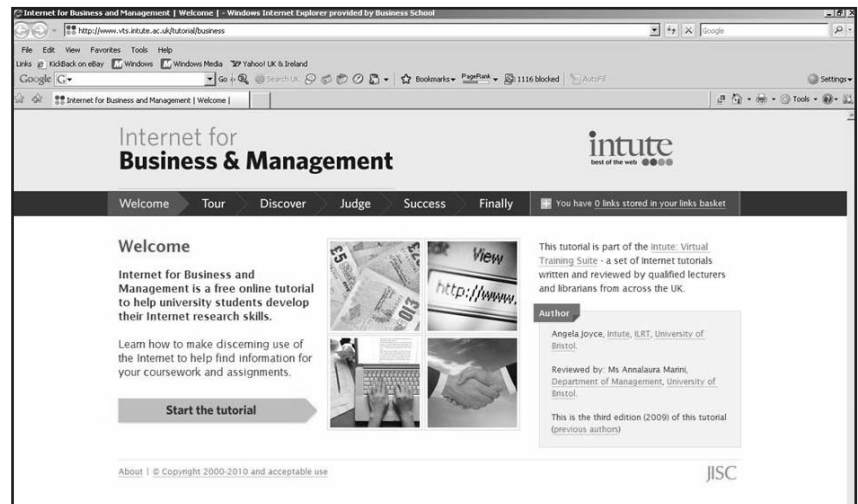 Internet for Business and Management | Welcome | - Windows Internet Explorer provided by Business School
http://www.vts.intute.ac.uk/tutorial/business
Google
File Edit View Favorites Tools Help
Links KickBack on eBay Windows Windows Media Yahoo! UK & Ireland
Google G Go Search UK Bookmarks PageRank 1116 blocked AutoFill Settings
Internet for Business and Management | Welcome | Tools
Internet for
Business & Management
intute
best of the web
Welcome Tour Discover Judge Success Finally You have 0 links stored in your links basket
Welcome
Internet for Business and
Management is a free online tutorial
to help university students develop
their Internet research skills.
Learn how to make discerning use of
the Internet to help find information for
your coursework and assignments.
Start the tutorial
£5
£10
View
http://www.
This tutorial is part of the Intute: Virtual
Training Suite - a set of Internet tutorials
written and reviewed by qualified lecturers
and librarians from across the UK.
Author
Angela Joyce, Intute, ILRT, University of
Bristol.
Reviewed by: Ms Annalaura Marini,
Department of Management, University of
Bristol.
This is the third edition (2009) of this tutorial
(previous authors)
About | © Copyright 2000-2010 and acceptable use
JISC